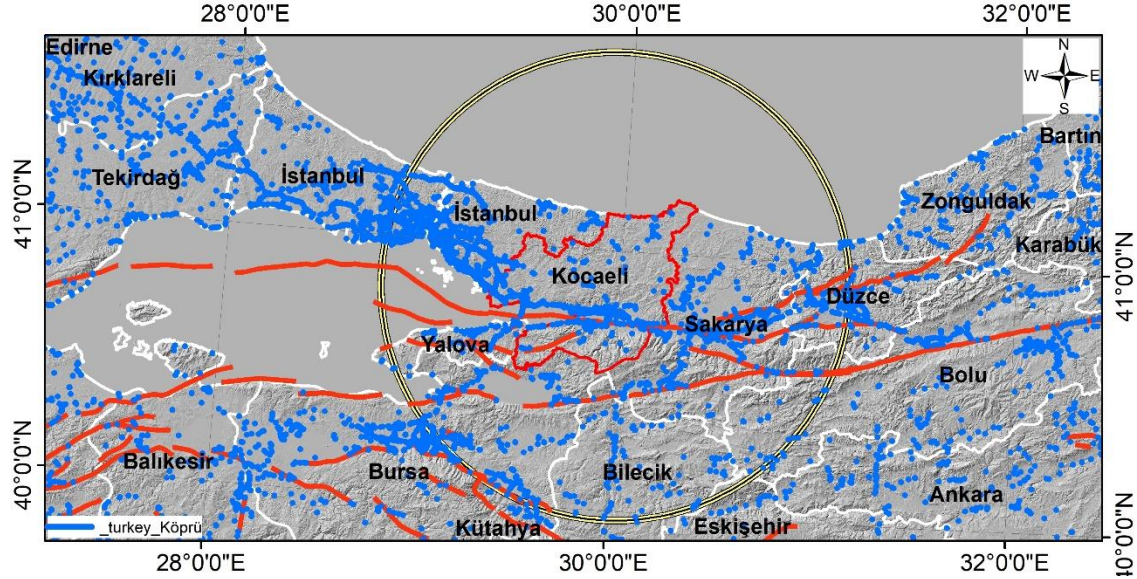 28°0'0"E
30°0'0"E
32°0'0"E
Edirne
Kırklareli
N
W
E
S
Bartın
Tekirdağ
İstanbul
İstanbul
Zonguldak
41°0'0"N
Karabük
Kocaeli
41°0'0"N
Düzce
Sakarya
Yalova
Bolu
40°0'0"N
Balıkesir
Bursa
Bilecik
Ankara
_turkey_Köprü
Kütahya
Eskişehir
40°0'0"N
28°0'0"E
30°0'0"E
32°0'0"E